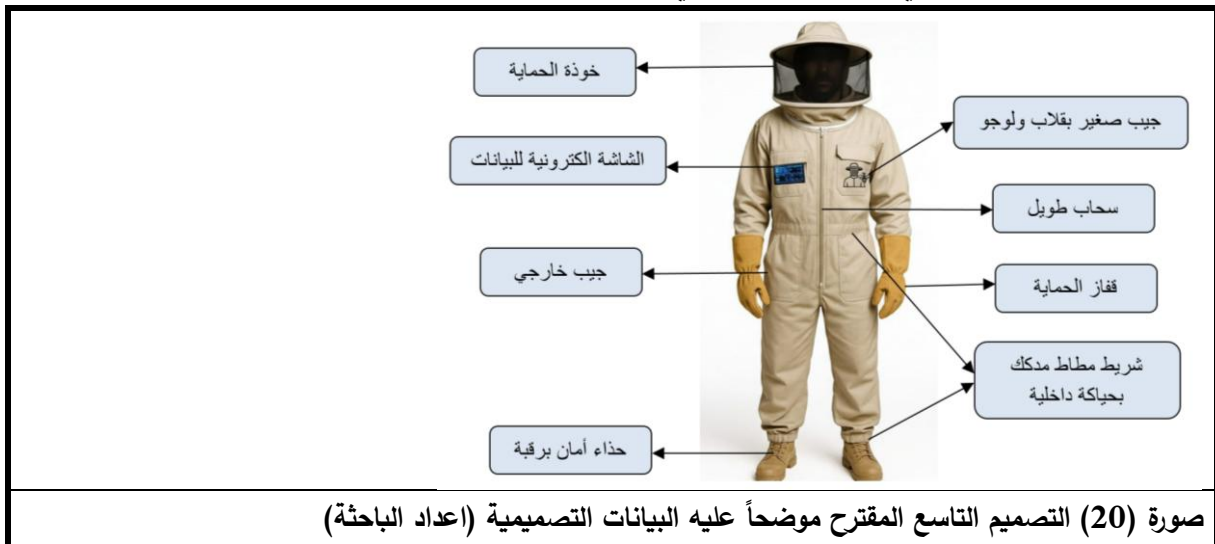 خوذة الحماية
جيب صغير بقلاب ولوجو
الشاشة الكترونية للبيانات
سحاب طويل
جيب خارجي
قفاز الحماية
شريط مطاط مدكك
بحياكة داخلية
حذاء أمان برقبة
صورة (20) التصميم التاسع المقترح موضحاً عليه البيانات التصميمية (اعداد الباحثة)